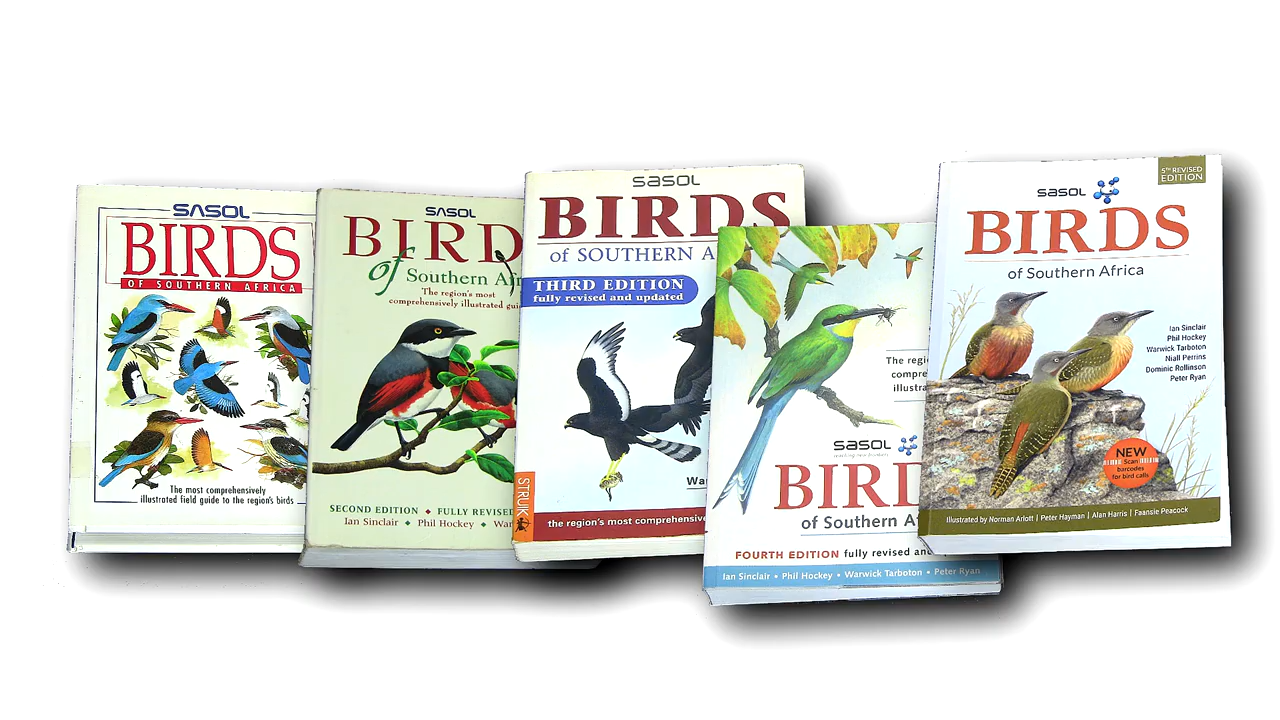 SASOL
BIRDS
OF SOUTHERN AFRICA
The most comprehensively
illustrated field guide to the region's birds
SASOL
BIRD
of Southern Afr
The region's most
comprehensively illustrated gui
SECOND EDITION ♦ FULLY REVISED
Ian Sinclair ♦ Phil Hockey ♦ War
sasol
BIRDS
of SOUTHERN A
THIRD EDITION
fully revised and updated
Wa
STRUIK
the region's most comprehensive
The regi
compre
illustra
sasol
BIRD
of Southern Af
FOURTH EDITION fully revised and
Ian Sinclair • Phil Hockey • Warwick Tarboton • Peter Ryan
5TH REVISED
EDITION
sasol
BIRDS
of Southern Africa
Ian Sinclair
Phil Hockey
Warwick Tarboton
Niall Perrins
Dominic Rollinson
Peter Ryan
NEW
Scan
barcodes
for bird calls
Illustrated by Norman Arlott | Peter Hayman | Alan Harris | Faansie Peacock